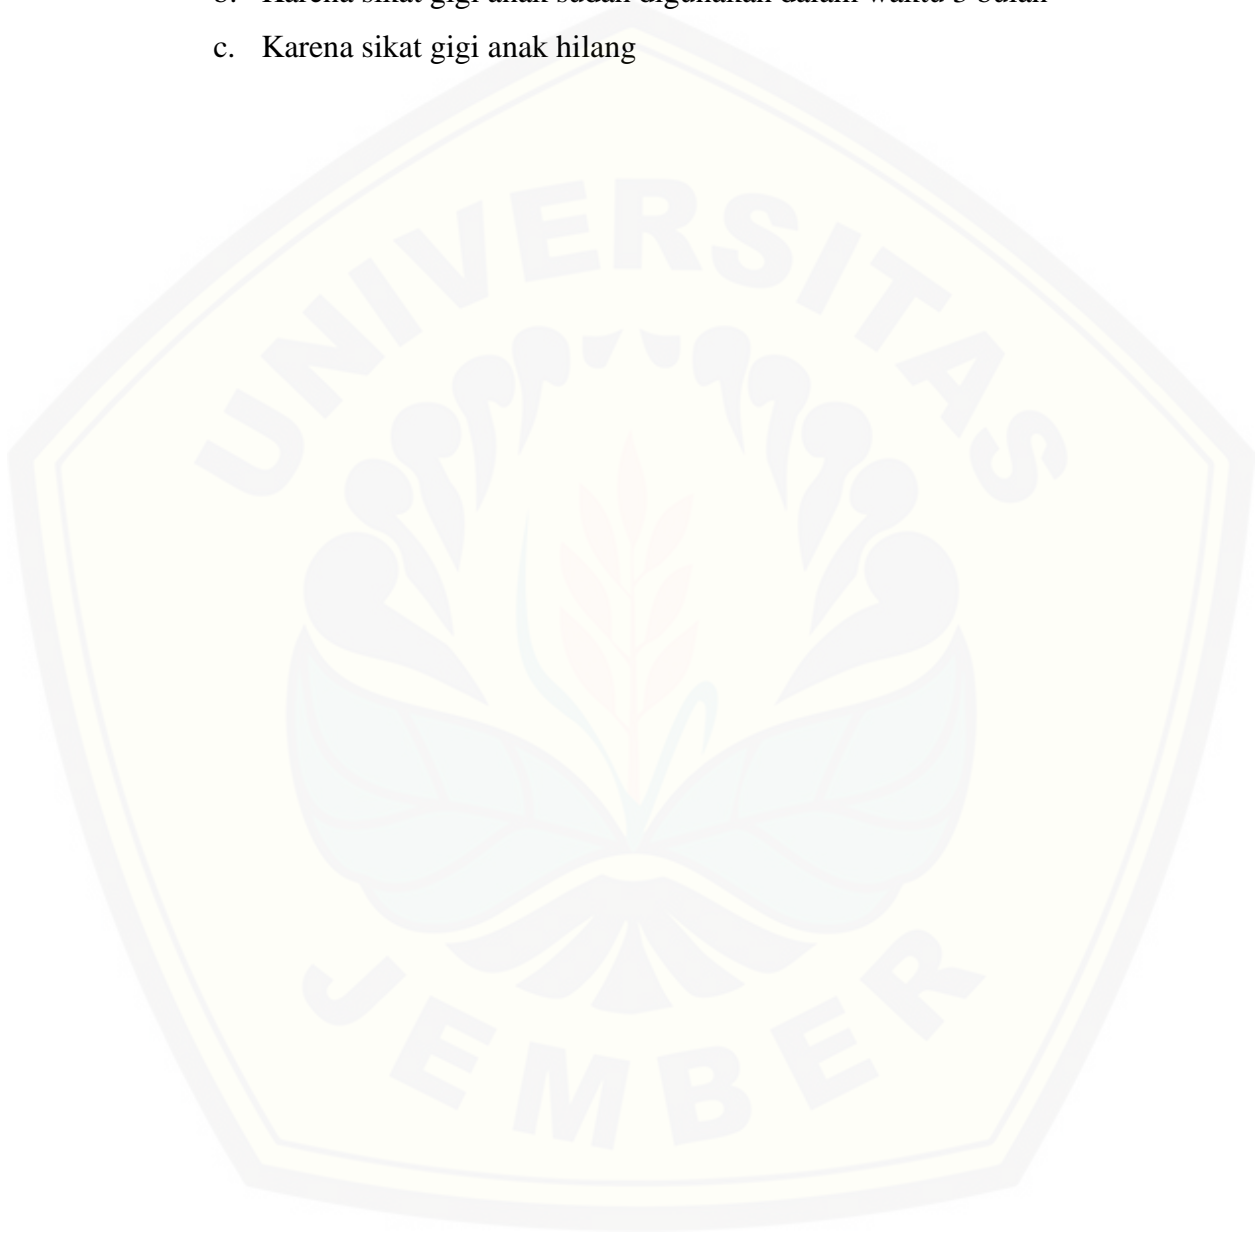 b. Karena sikat gigi anak sudah digunakan dalam waktu 3 bulan
c. Karena sikat gigi anak hilang
UNIVERSITAS
JEMBER